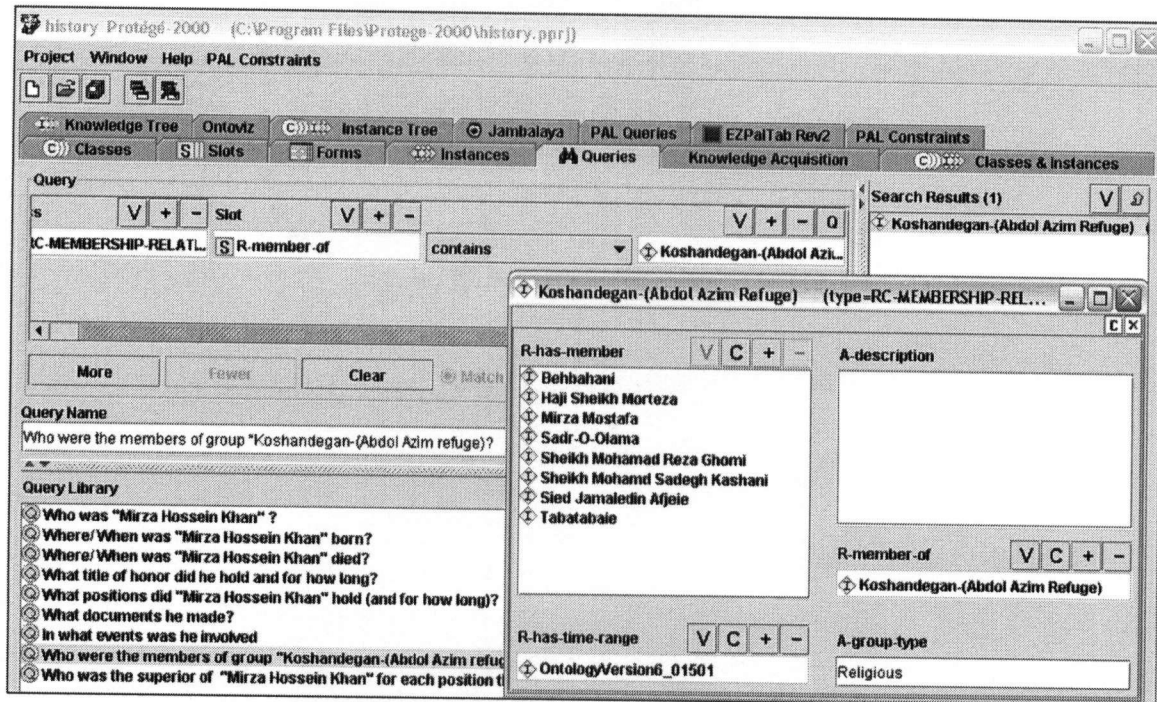 history Protégé-2000 (C:\Program Files\Protege-2000\history.pprj)
Project Window Help PAL Constraints
Knowledge Tree Ontoviz C I Instance Tree Jambalaya PAL Queries EZPalTab Rev2 PAL Constraints
C Classes S Slots Forms Instances Queries Knowledge Acquisition C I Classes & Instances
Query
s V + - Slot V + - V + - Q
RC-MEMBERSHIP-RELATI... S R-member-of contains Koshandegan-(Abdol Azi...
Search Results (1) V
Koshandegan-(Abdol Azim Refuge) (
More Fewer Clear Match
Query Name
Who were the members of group "Koshandegan-(Abdol Azim refuge)?
Query Library
Who was "Mirza Hossein Khan" ?
Where/When was "Mirza Hossein Khan" born?
Where/When was "Mirza Hossein Khan" died?
What title of honor did he hold and for how long?
What positions did "Mirza Hossein Khan" hold (and for how long)?
What documents he made?
In what events was he involved
Who were the members of group "Koshandegan-(Abdol Azim refug
Who was the superior of "Mirza Hossein Khan" for each position t
Koshandegan-(Abdol Azim Refuge) (type=RC-MEMBERSHIP-REL...
C x
R-has-member V C + -
Behbahani
Haji Sheikh Morteza
Mirza Mostafa
Sadr-O-Olama
Sheikh Mohamad Reza Ghomi
Sheikh Mohamd Sadegh Kashani
Sied Jamaledin Afjeie
Tabatabaie
A-description
R-member-of V C + -
Koshandegan-(Abdol Azim Refuge)
R-has-time-range V C + -
OntologyVersion6_01501
A-group-type
Religious